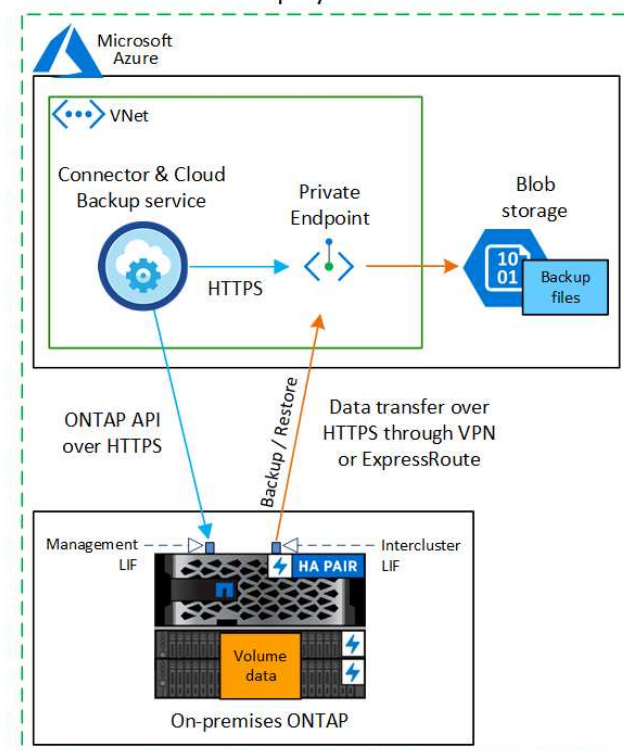 Microsoft
Azure
VNet
Connector & Cloud
Backup service
Private
Endpoint
Blob
storage
HTTPS
10
01
Backup
files
ONTAP API
over HTTPS
Backup / Restore
Data transfer over
HTTPS through VPN
or ExpressRoute
Management
LIF
Intercluster
LIF
HA PAIR
Volume
data
On-premises ONTAP